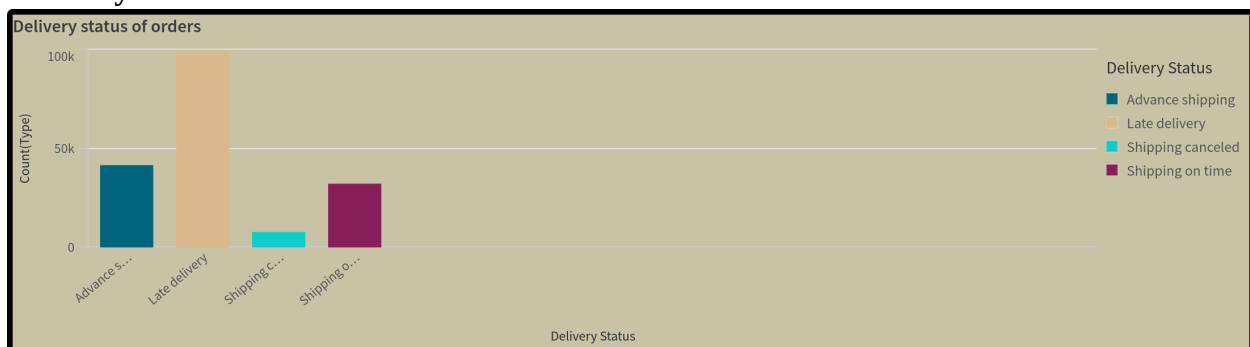 Delivery status of orders
100k
50k
0
Count(Type)
Advance s...
Late delivery
Shipping c...
Shipping o...
Delivery Status
Delivery Status
Advance shipping
Late delivery
Shipping canceled
Shipping on time